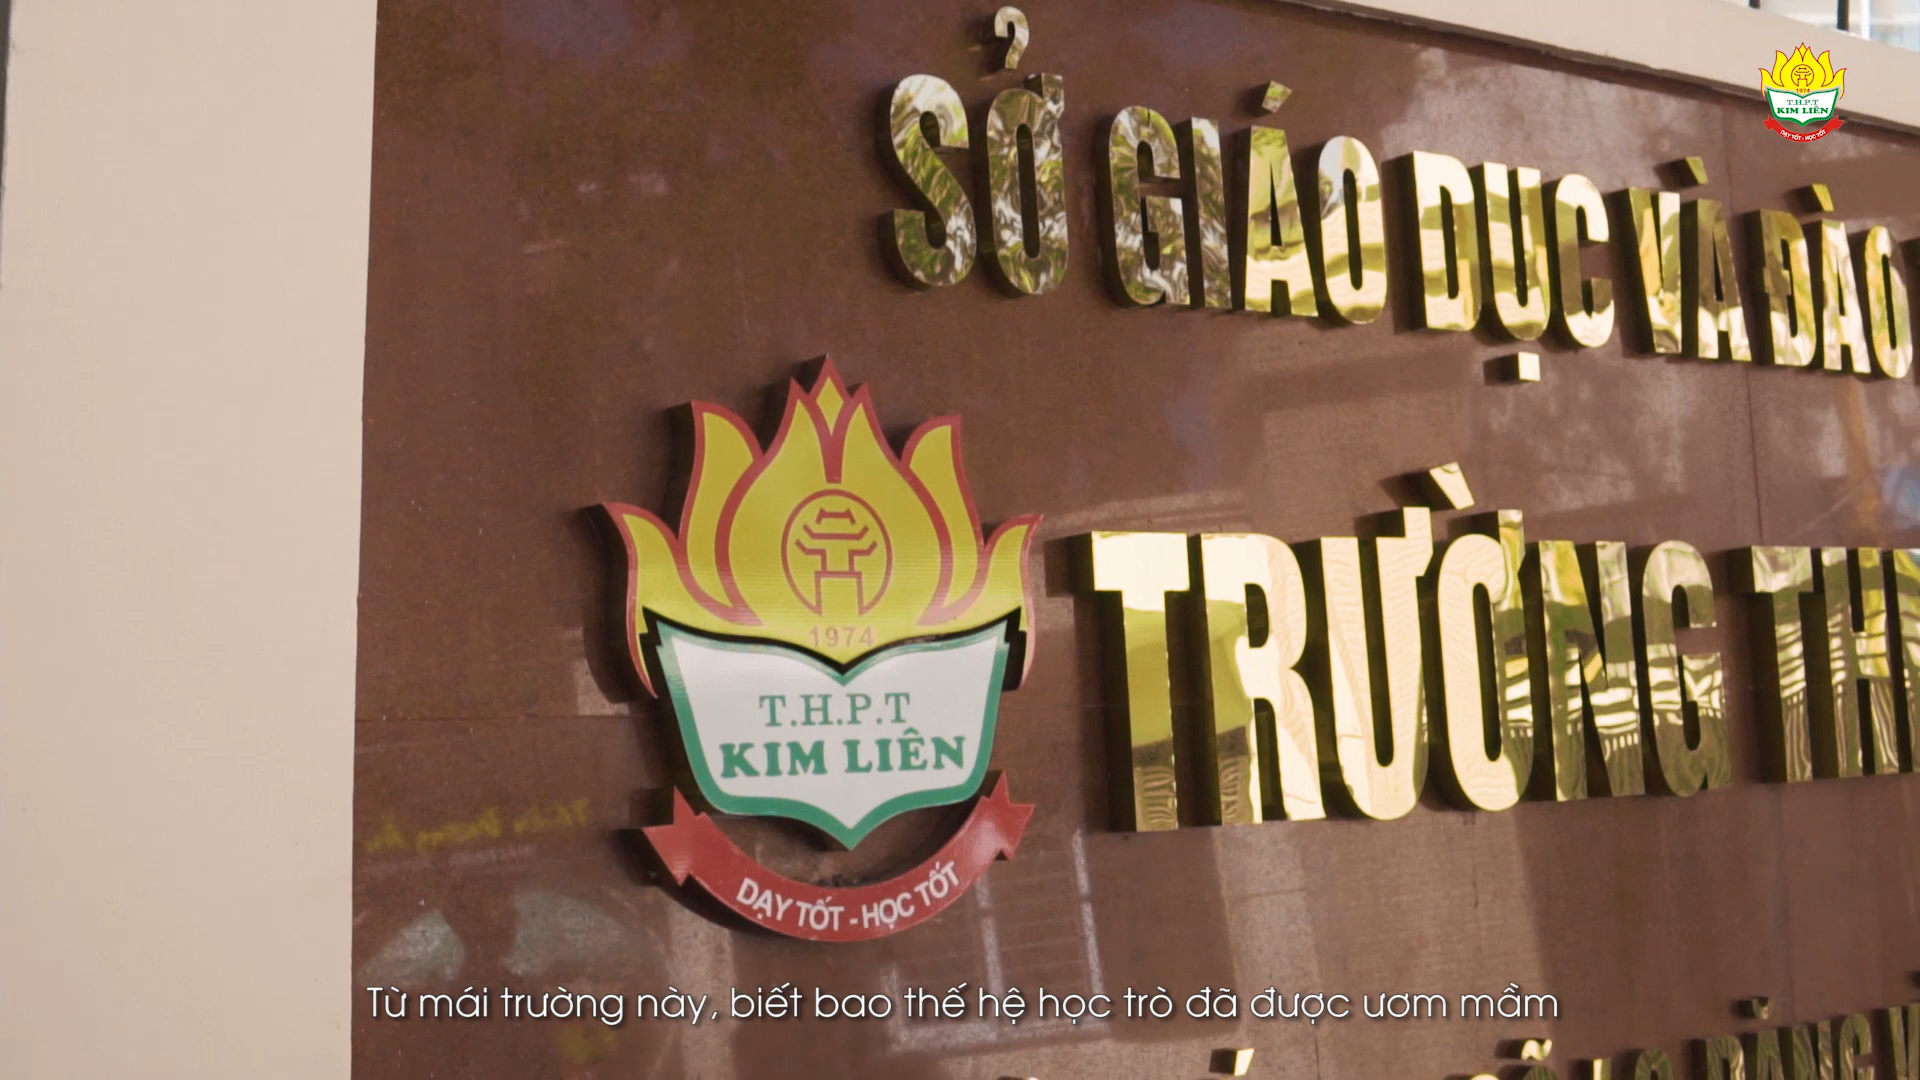 SỞ GIÁO DỤC VÀ ĐÀO
TRƯỜNG TH
1974
T.H.P.T
KIM LIÊN
DẠY TỐT - HỌC TỐT
1974
T.H.P.T
KIM LIÊN
DẠY TỐT - HỌC TỐT
Từ mái trường này, biết bao thế hệ học trò đã được ươm mầm